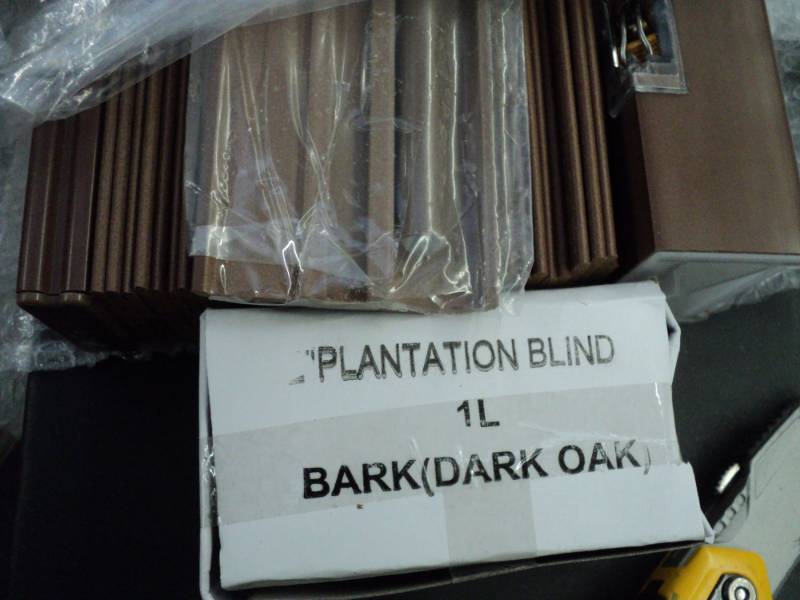 "PLANTATION BLIND
1L
BARK(DARK OAK)